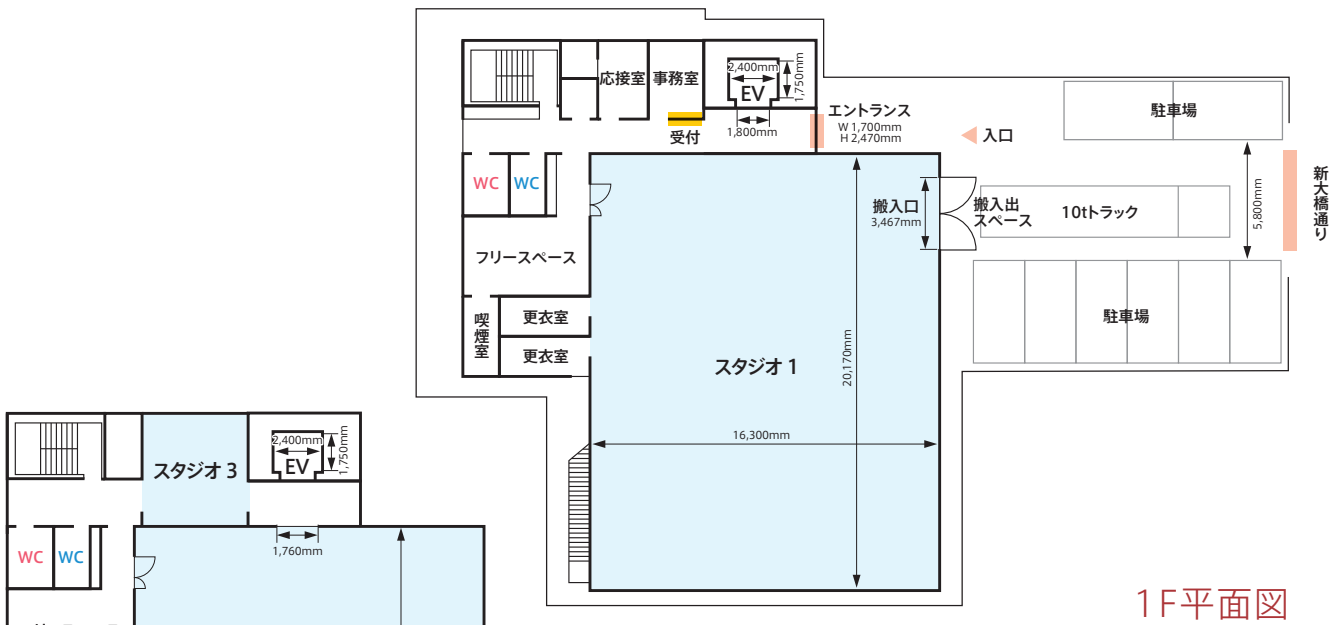 応接室
事務室
2,400mm
1,750mm
EV
1,800mm
受付
エントランス
W 1,700mm
H 2,470mm
入口
駐車場
新大橋通り
WC
WC
搬入口
3,467mm
搬入出
スペース
10tトラック
5,800mm
フリースペース
喫煙室
更衣室
更衣室
駐車場
スタジオ 1
20,170mm
16,300mm
スタジオ 3
2,400mm
1,750mm
EV
WC
WC
1,760mm
1F平面図